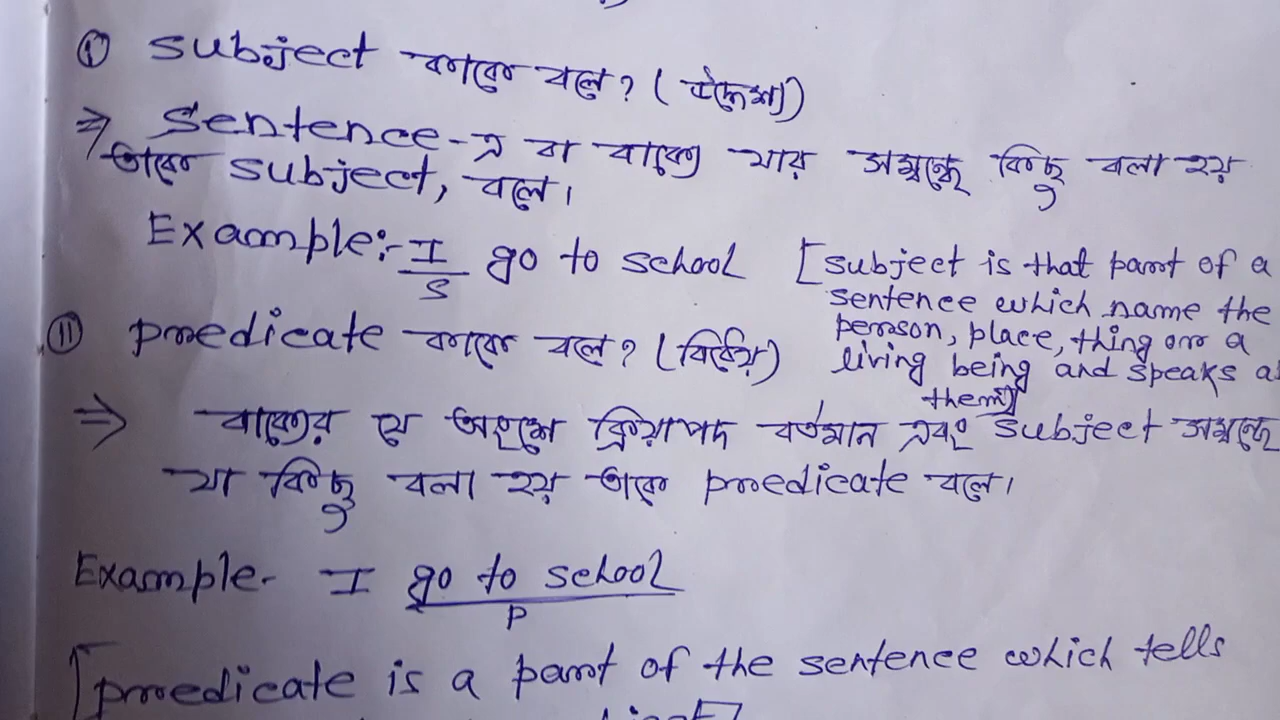 ① Subject কাকে বলে? (উদ্দেশ্য)
⇒ Sentence-এ বা বাক্যে যার সম্বন্ধে কিছু বলা হয়
তাকে subject, বলে।
Example:- I go to school
S
[subject is that part of a
sentence which name the
person, place, thing or a
living being and speaks a
them]
⑪ predicate কাকে বলে? (বিধেয়)
⇒ বাক্যের যে অংশে ক্রিয়াপদ বর্তমান এবং Subject সম্বন্ধে
যা কিছু বলা হয় তাকে predicate বলে।
Example- I go to school
P
[predicate is a part of the sentence which tells